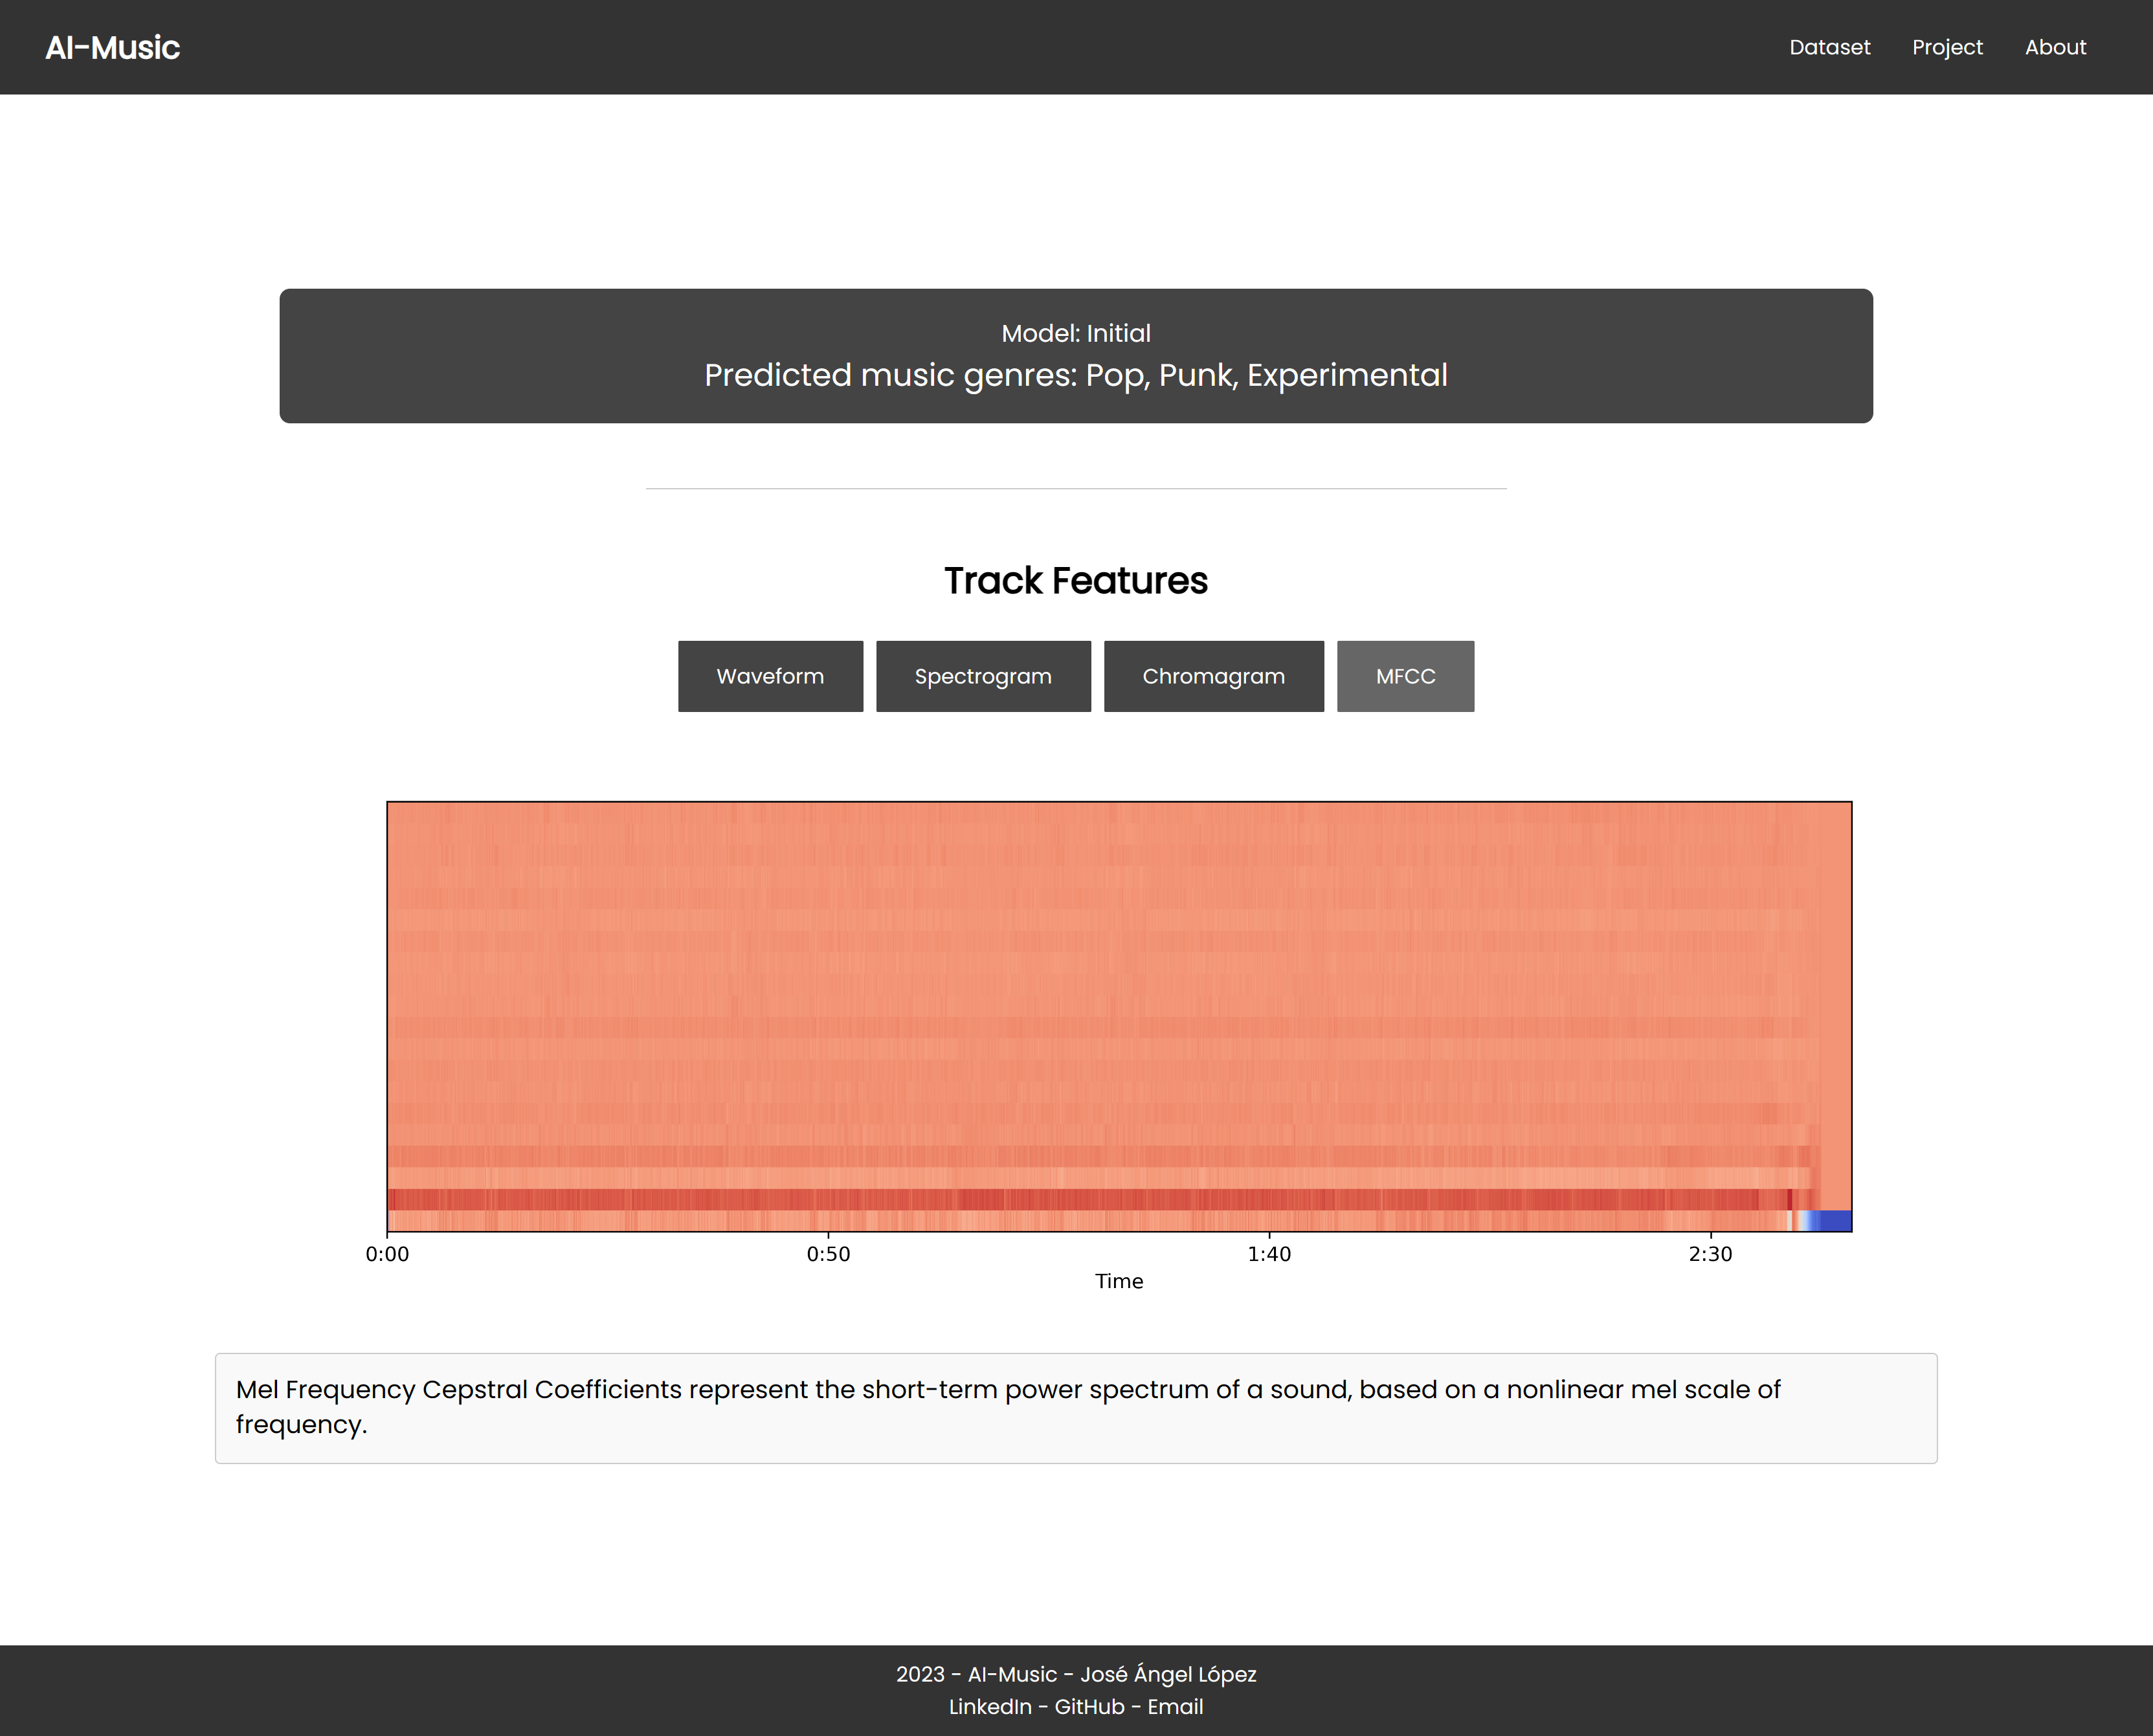 AI-Music
Dataset Project About
Model: Initial
Predicted music genres: Pop, Punk, Experimental
Track Features
Waveform Spectrogram Chromagram MFCC
0:00 0:50 1:40 2:30
Time
Mel Frequency Cepstral Coefficients represent the short-term power spectrum of a sound, based on a nonlinear mel scale of
frequency.
2023 - AI-Music - José Ángel López
LinkedIn - GitHub - Email